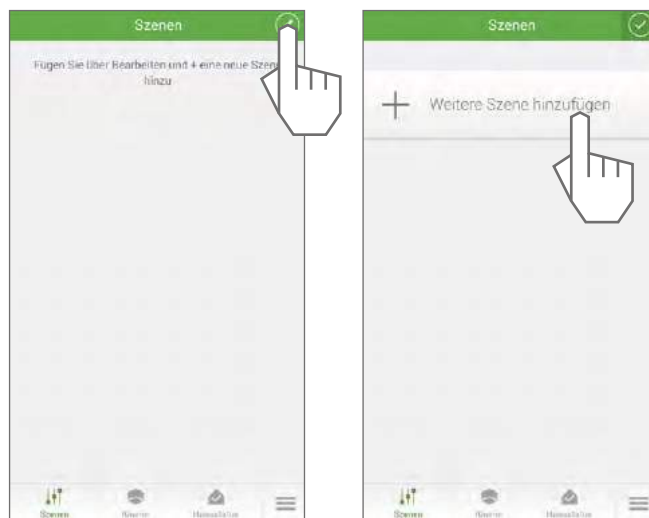 Szenen
Fügen Sie über Bearbeiten und + eine neue Szene
hinzu
Szenen
Szenen
Weitere Szene hinzufügen
Szenen